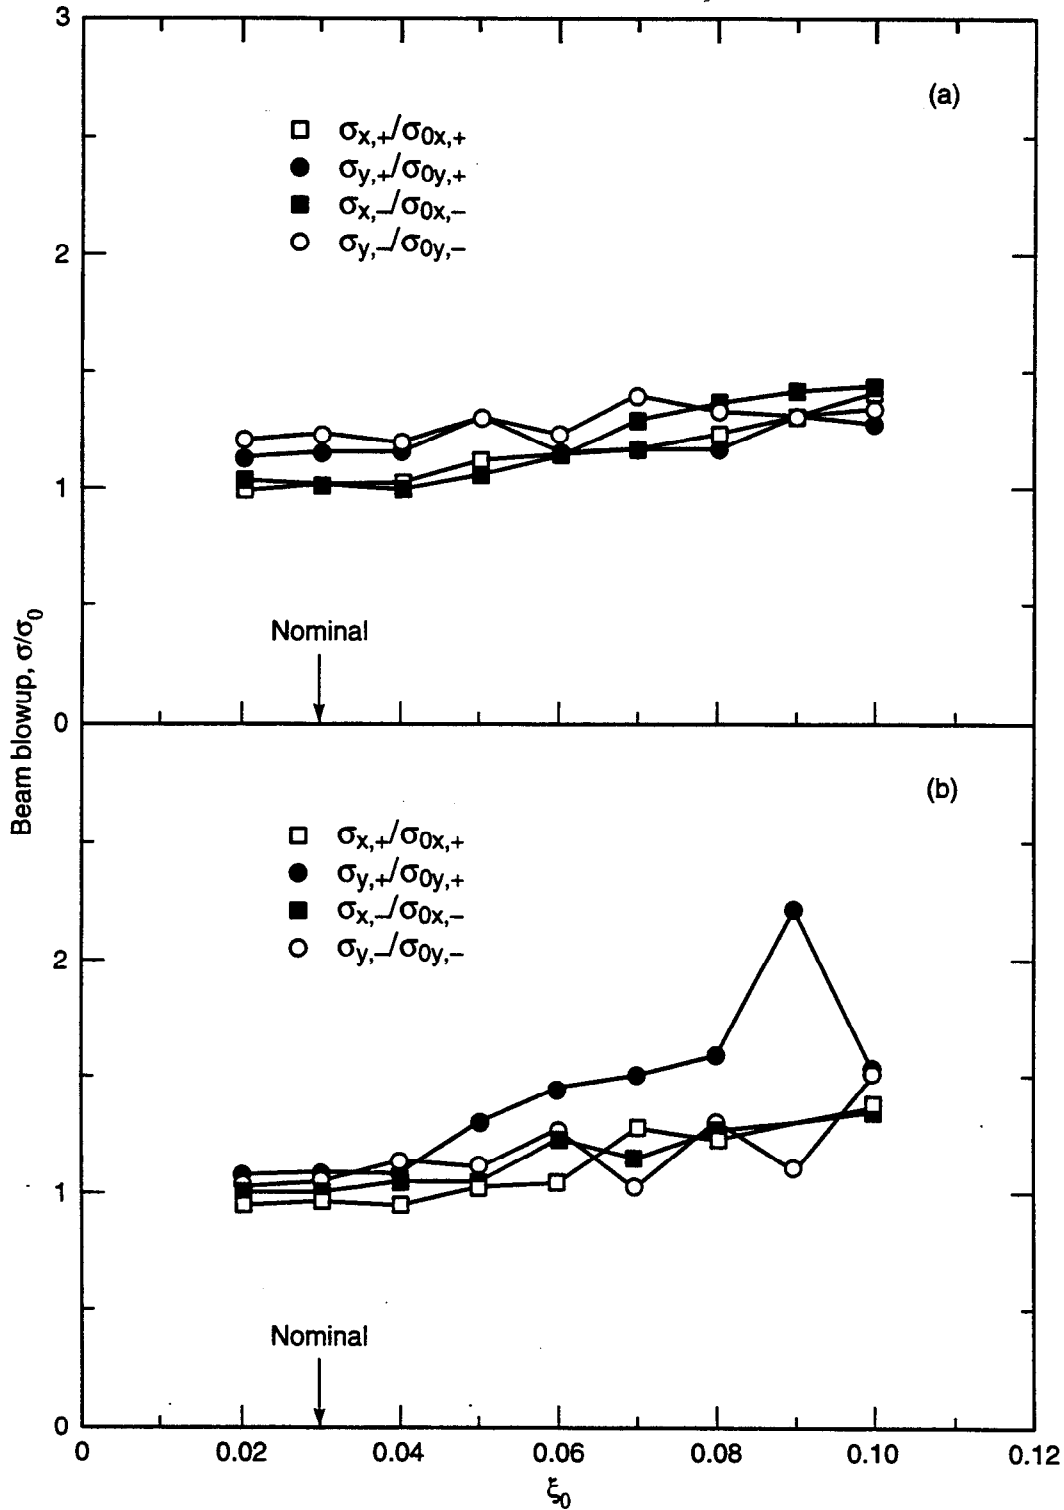 3
(a)
σx,+/σ0x,+
σy,+/σ0y,+
σx,–/σ0x,–
σy,–/σ0y,–
2
1
Nominal
0
Beam blowup, σ/σ0
(b)
σx,+/σ0x,+
σy,+/σ0y,+
σx,–/σ0x,–
σy,–/σ0y,–
2
1
Nominal
0
0 0.02 0.04 0.06 0.08 0.10 0.12
ξ0